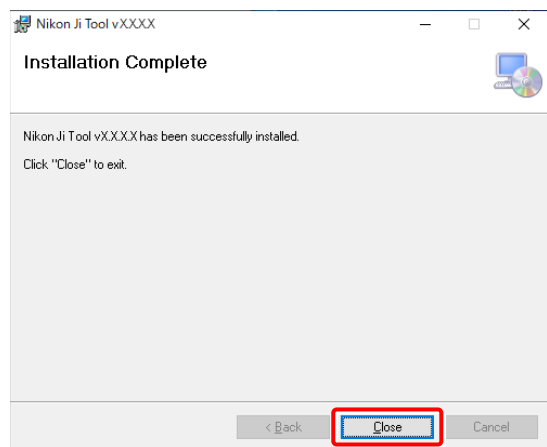 Nikon Ji Tool vXXXX
Installation Complete
Nikon Ji Tool vX.X.X.X has been successfully installed.
Click "Close" to exit.
< Back Close Cancel